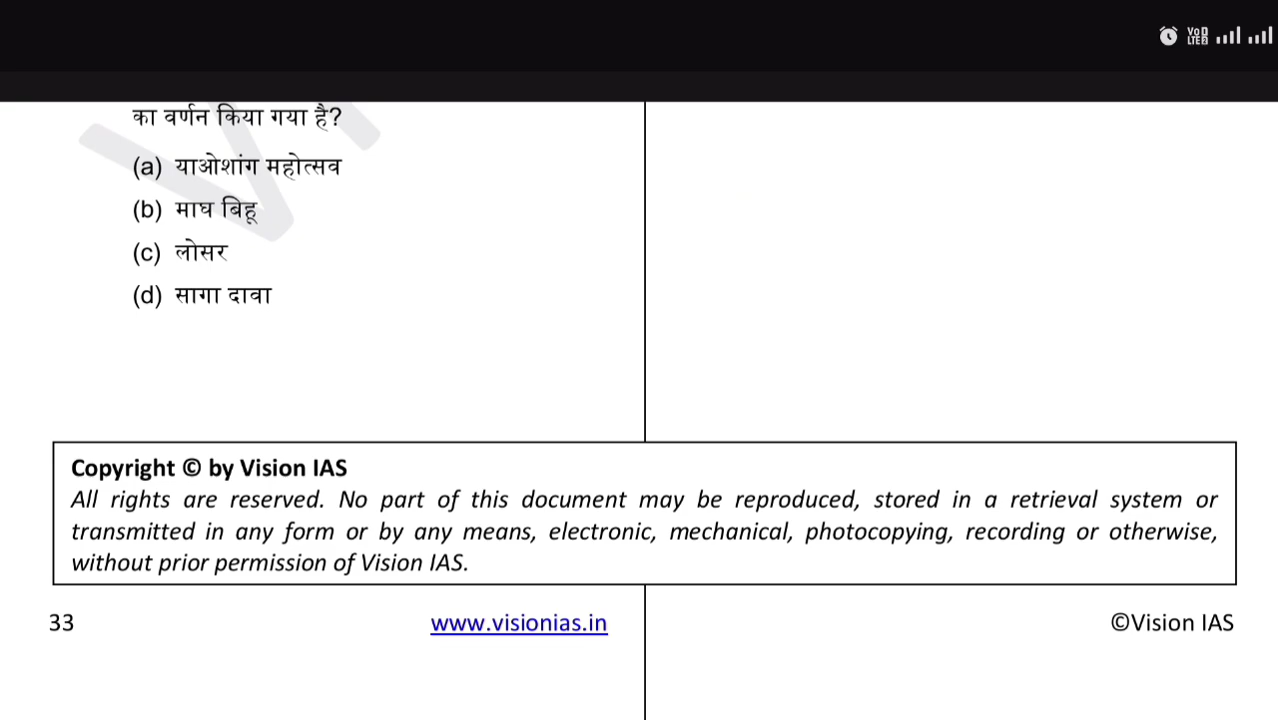 VoD
LTE2
का वर्णन किया गया है?
(a) याओशांग महोत्सव
(b) माघ बिहू
(c) लोसर
(d) सागा दावा
Copyright © by Vision IAS
All rights are reserved. No part of this document may be reproduced, stored in a retrieval system or
transmitted in any form or by any means, electronic, mechanical, photocopying, recording or otherwise,
without prior permission of Vision IAS.
33 www.visionias.in ©Vision IAS